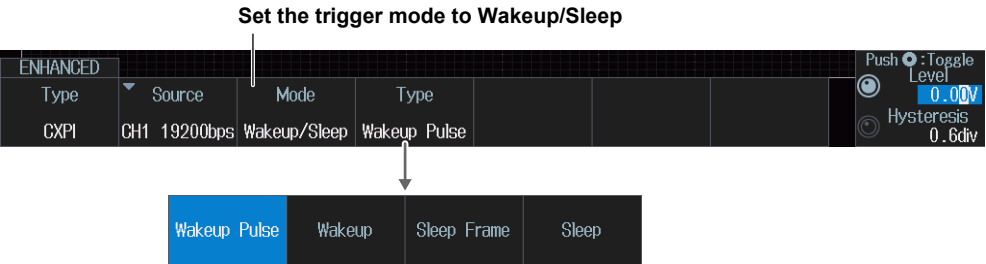 Set the trigger mode to Wakeup/Sleep
ENHANCED
Type
CXPI
Source
CH1 19200bps
Mode
Wakeup/Sleep
Type
Wakeup Pulse
Push :Toggle
Level
0.00V
Hysteresis
0.6div
Wakeup Pulse
Wakeup
Sleep Frame
Sleep